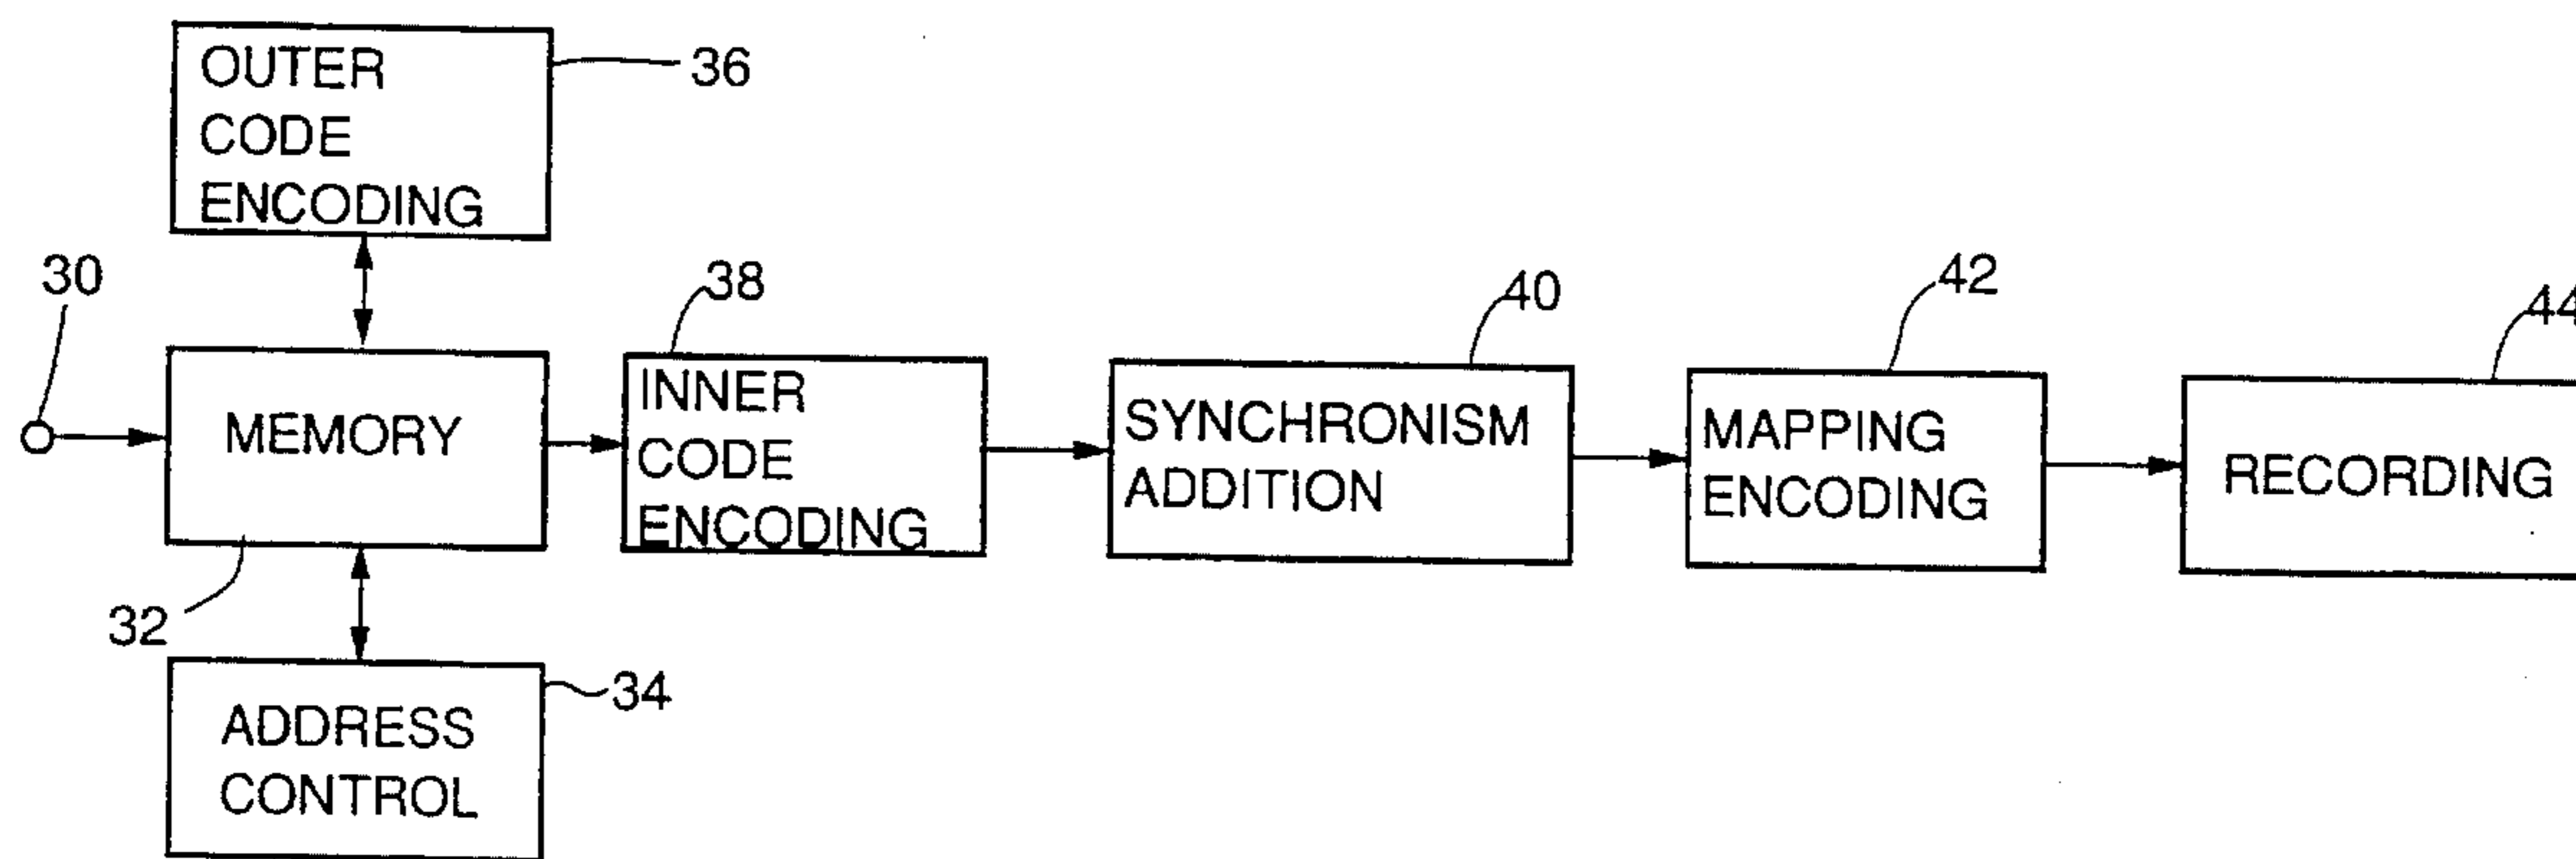 OUTER
CODE
ENCODING
36
30
38
40
42
44
MEMORY
INNER
CODE
ENCODING
SYNCHRONISM
ADDITION
MAPPING
ENCODING
RECORDING
32
34
ADDRESS
CONTROL